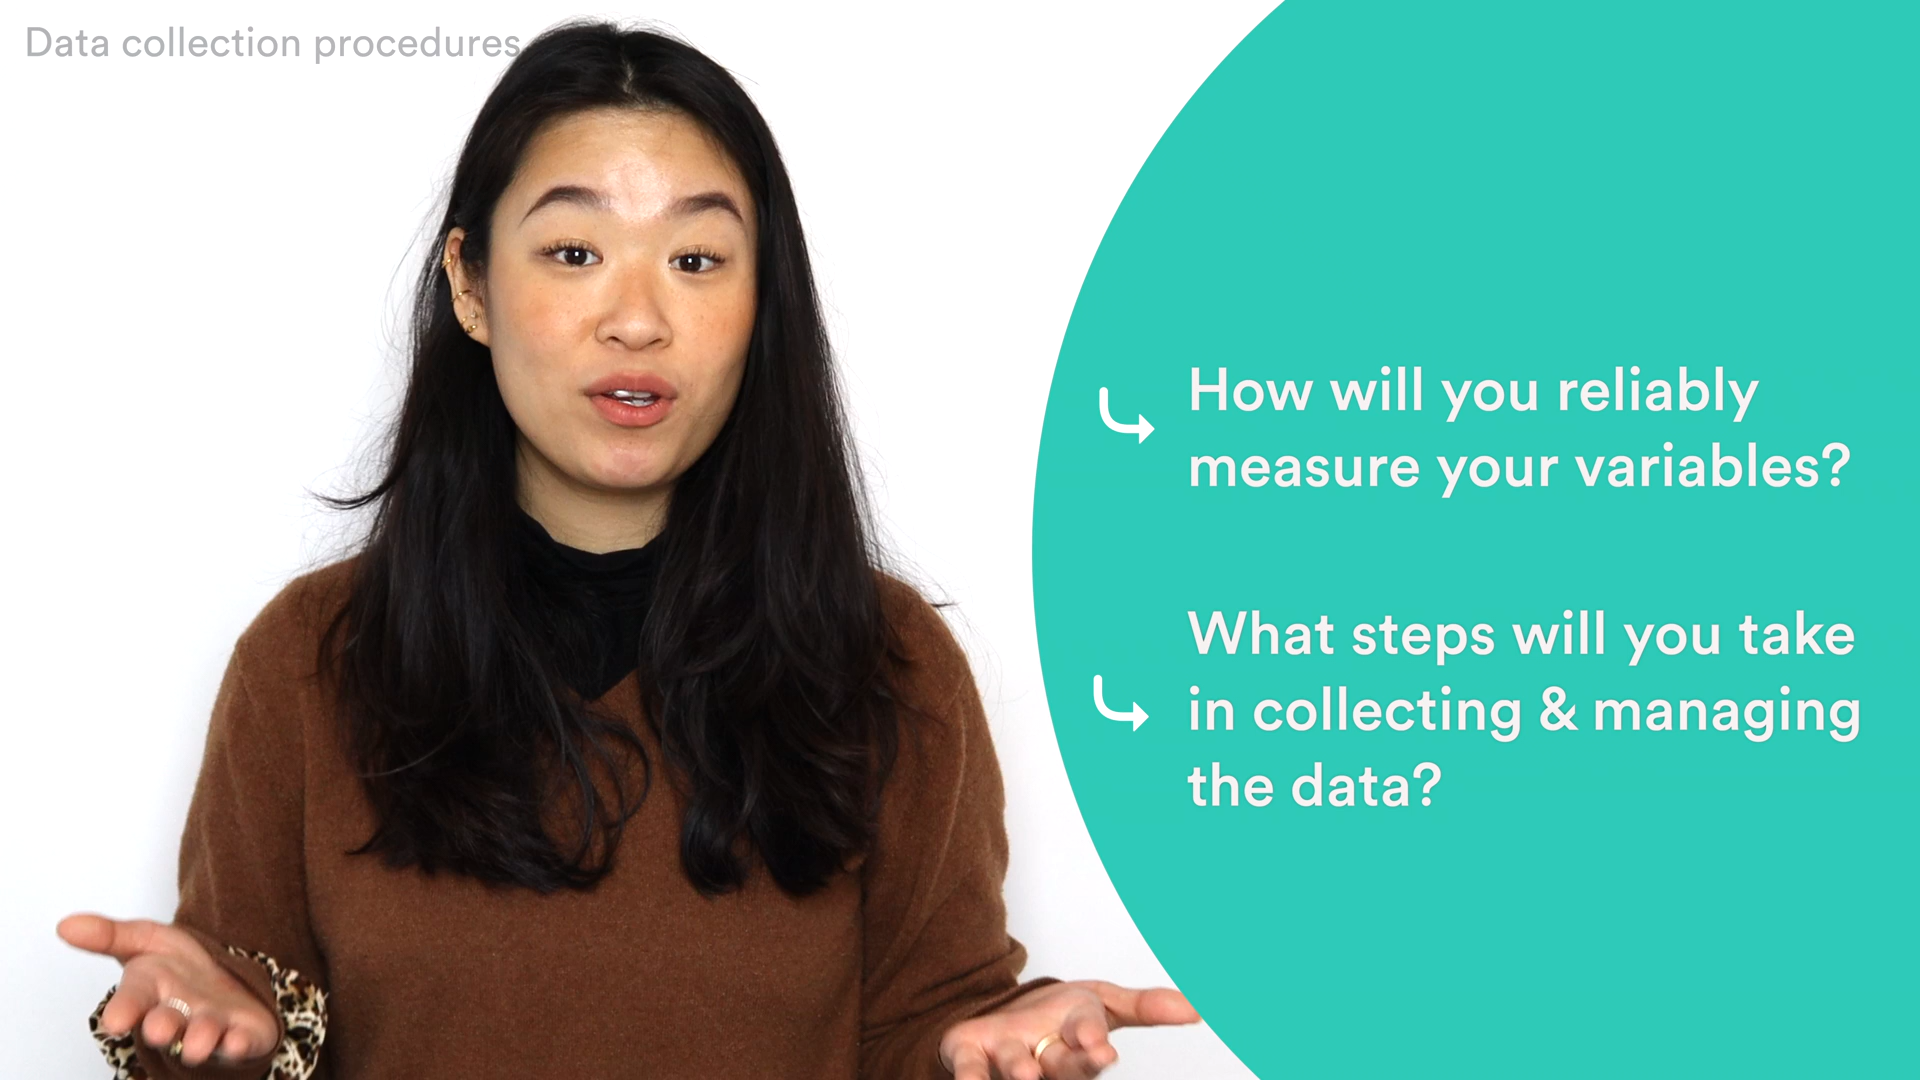 Data collection procedures
How will you reliably
measure your variables?
What steps will you take
in collecting & managing
the data?